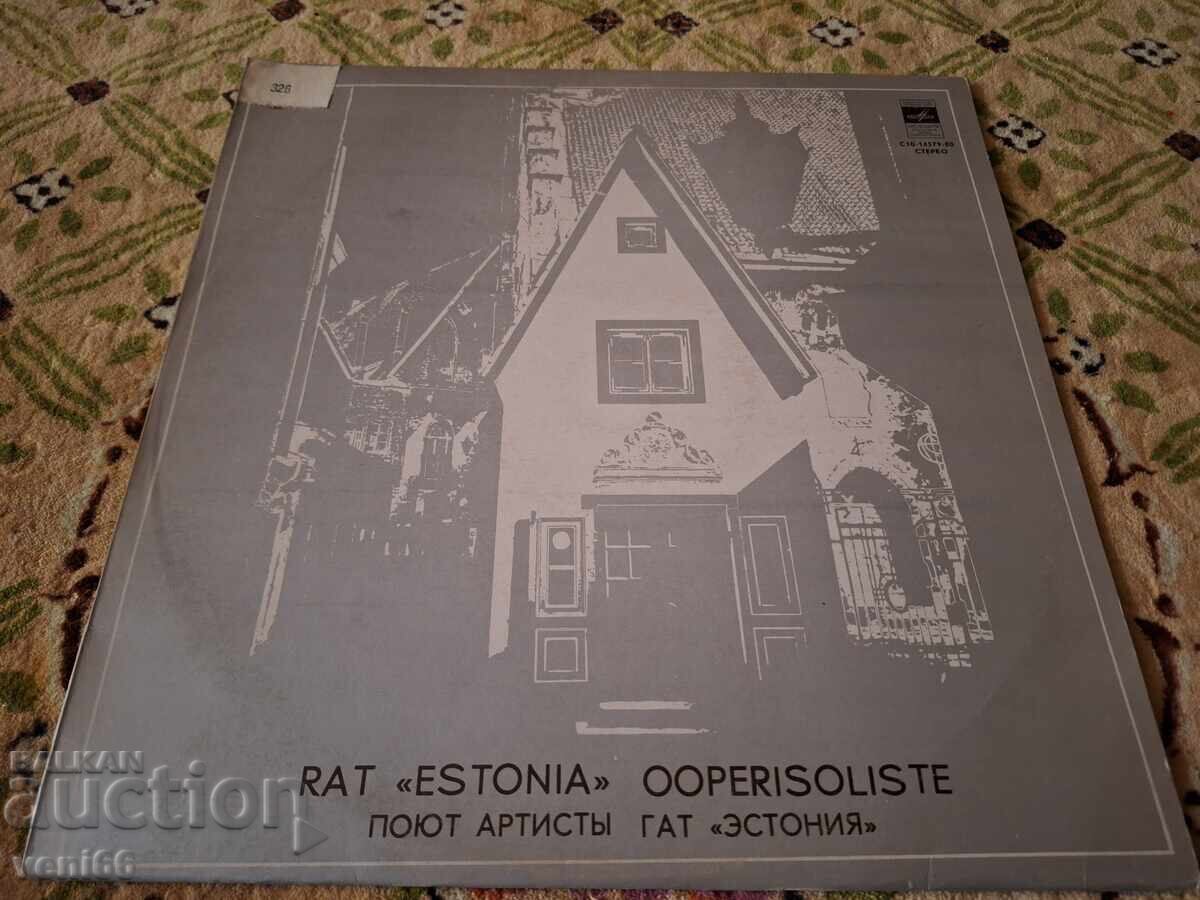 328
С10-14579-80
СТЕРЕО
RAT «ESTONIA» OOPERISOLISTE
ПОЮТ АРТИСТЫ ГАТ «ЭСТОНИЯ»
BALKAN
auction
veni66